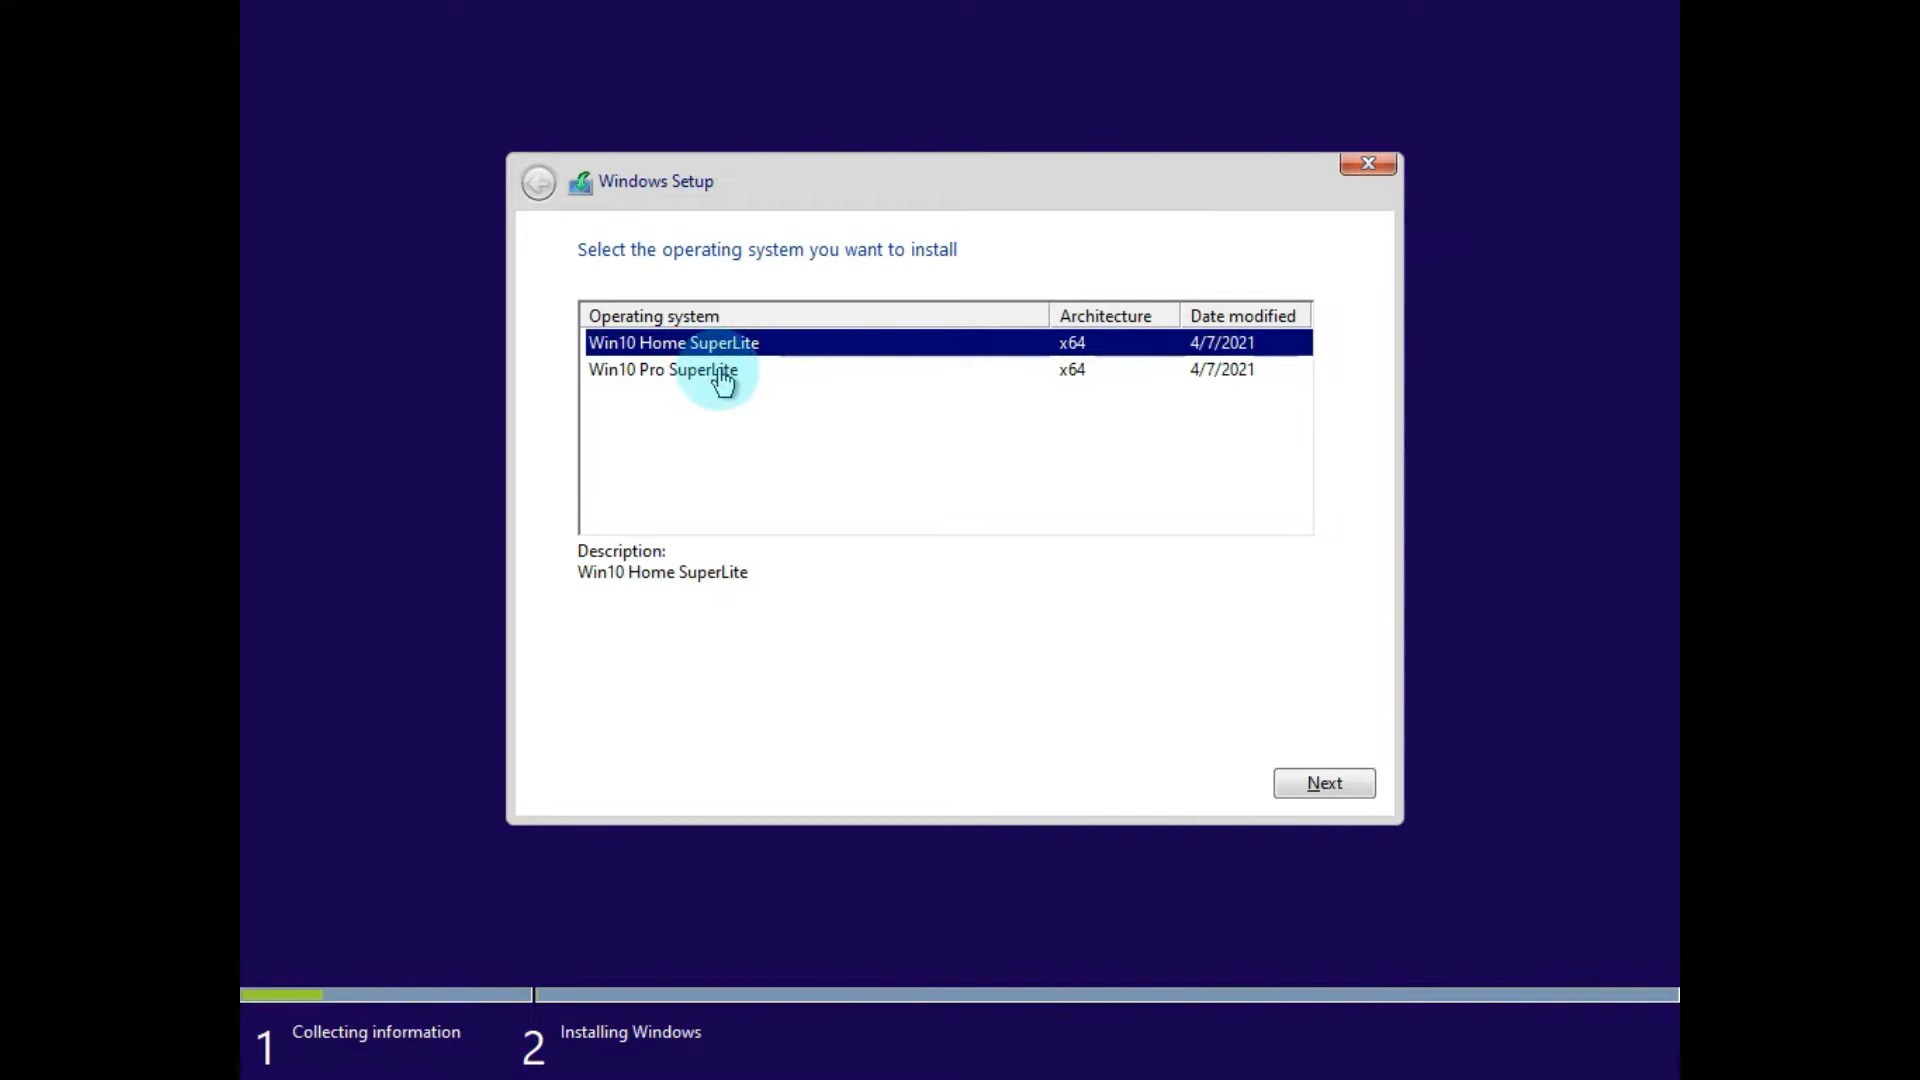 Windows Setup
Select the operating system you want to install
Operating system Architecture Date modified
Win10 Home SuperLite x64 4/7/2021
Win10 Pro SuperLite x64 4/7/2021
Description:
Win10 Home SuperLite
Next
1 Collecting information 2 Installing Windows